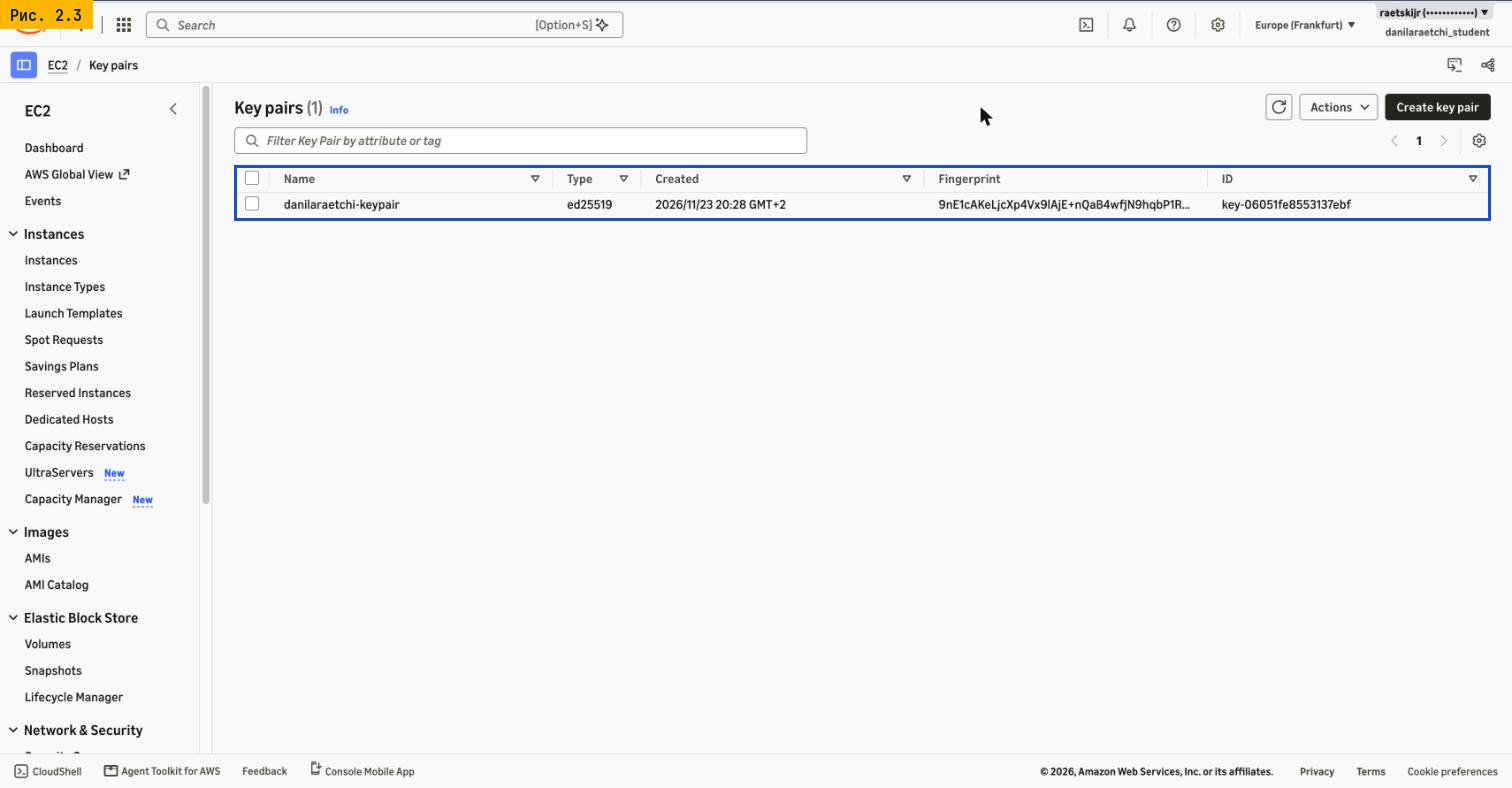 Рис. 2.3
Search [Option+S]
Europe (Frankfurt)
raetskijr (············)
danilaraetchi_student
EC2 / Key pairs
EC2
Dashboard
AWS Global View
Events
Instances
Instances
Instance Types
Launch Templates
Spot Requests
Savings Plans
Reserved Instances
Dedicated Hosts
Capacity Reservations
UltraServers New
Capacity Manager New
Images
AMIs
AMI Catalog
Elastic Block Store
Volumes
Snapshots
Lifecycle Manager
Network & Security
Key pairs (1) Info
Actions
Create key pair
Filter Key Pair by attribute or tag
1
Name Type Created Fingerprint ID
danilaraetchi-keypair ed25519 2026/11/23 20:28 GMT+2 9nE1cAKeLjcXp4Vx9lAjE+nQaB4wfjN9hqbP1R... key-06051fe8553137ebf
CloudShell Agent Toolkit for AWS Feedback Console Mobile App
© 2026, Amazon Web Services, Inc. or its affiliates. Privacy Terms Cookie preferences